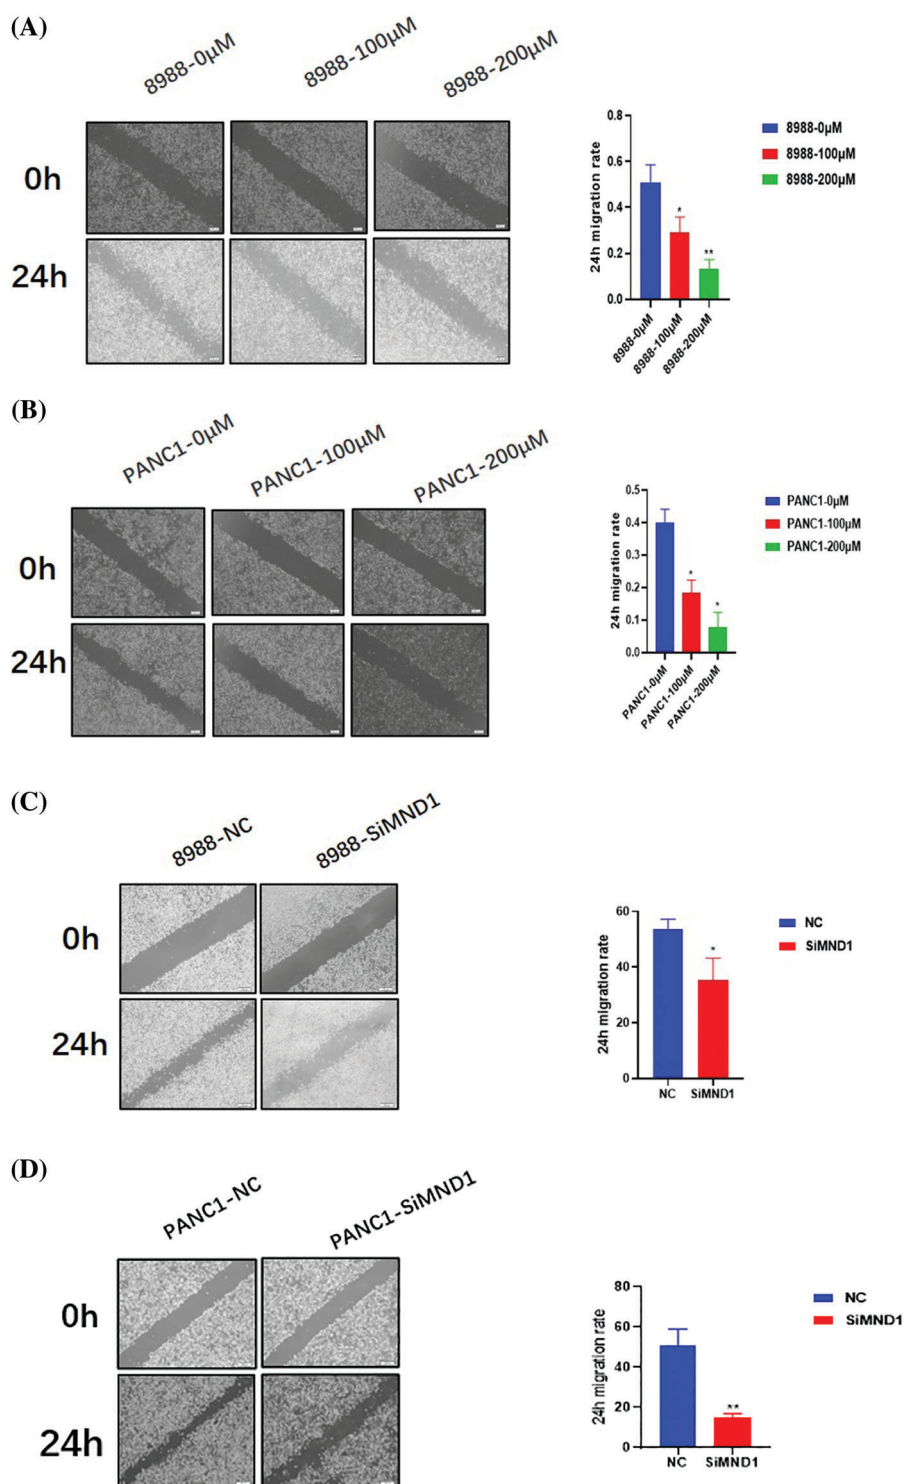 (A)
8988-0μM
8988-100μM
8988-200μM
0h
24h
24h migration rate
0.8
0.6
0.4
0.2
0.0
*
**
8988-0μM
8988-100μM
8988-200μM
8988-0μM
8988-100μM
8988-200μM
(B)
PANC1-0μM
PANC1-100μM
PANC1-200μM
0h
24h
24h migration rate
0.5
0.4
0.3
0.2
0.1
0.0
*
*
PANC1-0μM
PANC1-100μM
PANC1-200μM
PANC1-0μM
PANC1-100μM
PANC1-200μM
(C)
8988-NC
8988-SiMND1
0h
24h
24h migration rate
60
40
20
0
*
NC
SiMND1
NC
SiMND1
(D)
PANC1-NC
PANC1-SiMND1
0h
24h
24h migration rate
80
60
40
20
0
**
NC
SiMND1
NC
SiMND1